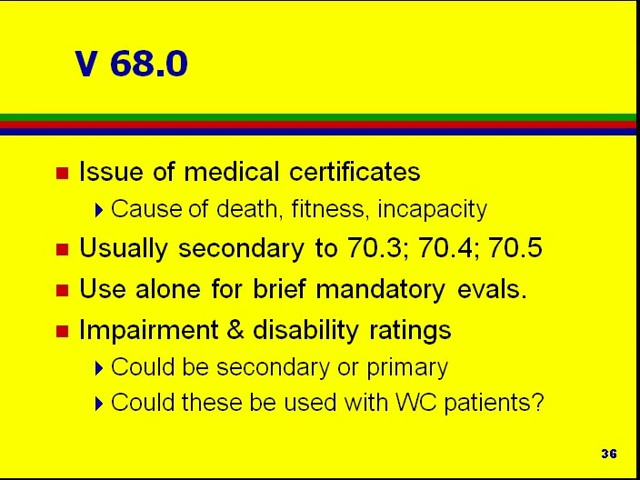 V 68.0
Issue of medical certificates
Cause of death, fitness, incapacity
Usually secondary to 70.3; 70.4; 70.5
Use alone for brief mandatory evals.
Impairment & disability ratings
Could be secondary or primary
Could these be used with WC patients?
36